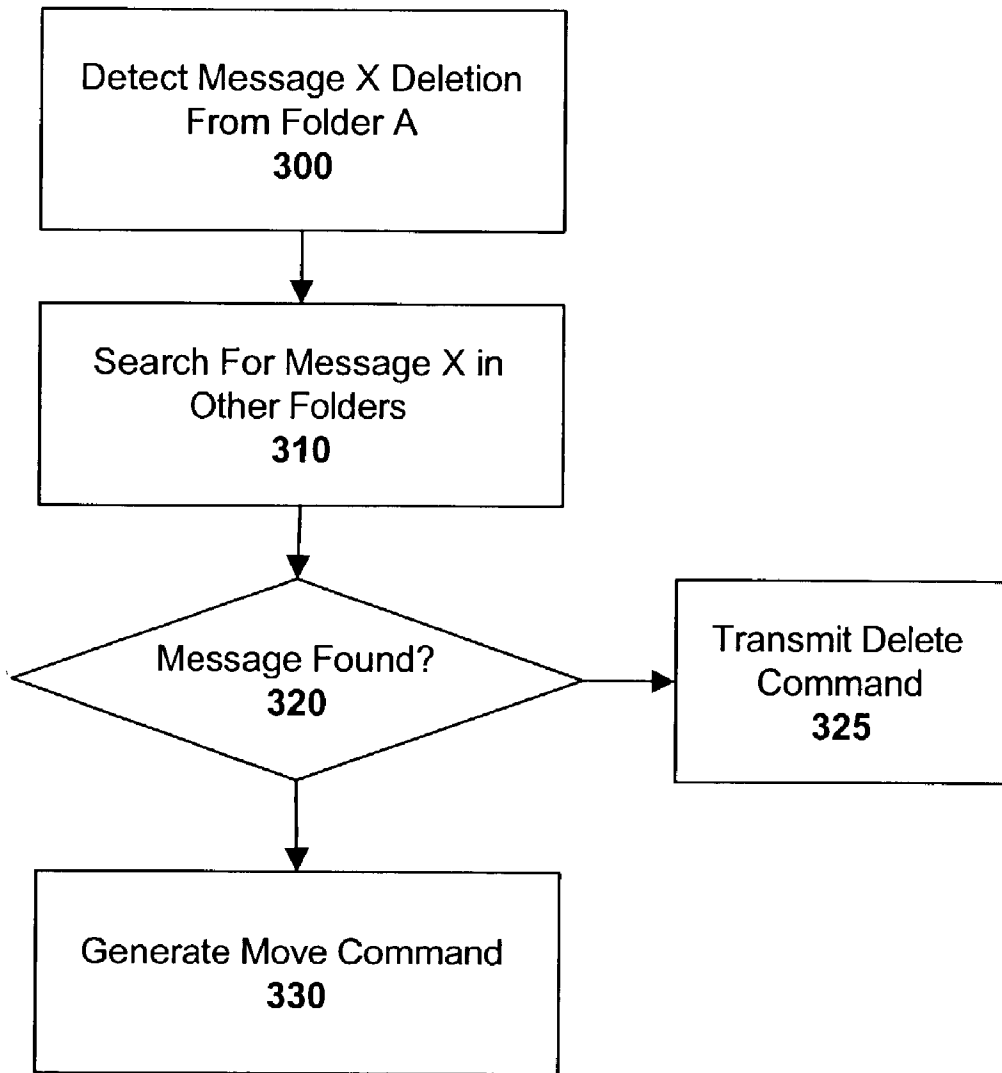 Detect Message X Deletion
From Folder A
300
Search For Message X in
Other Folders
310
Message Found?
320
Transmit Delete
Command
325
Generate Move Command
330